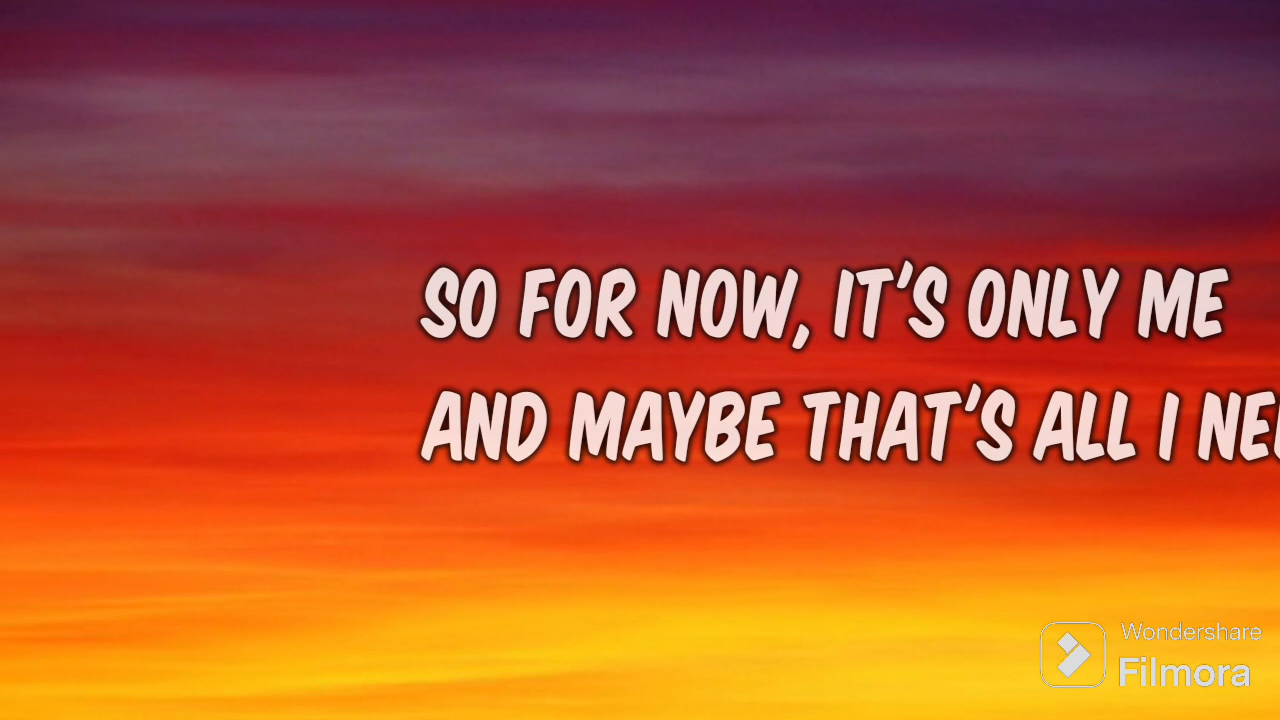 SO FOR NOW, IT'S ONLY ME
AND MAYBE THAT'S ALL I
Wondershare
Filmora